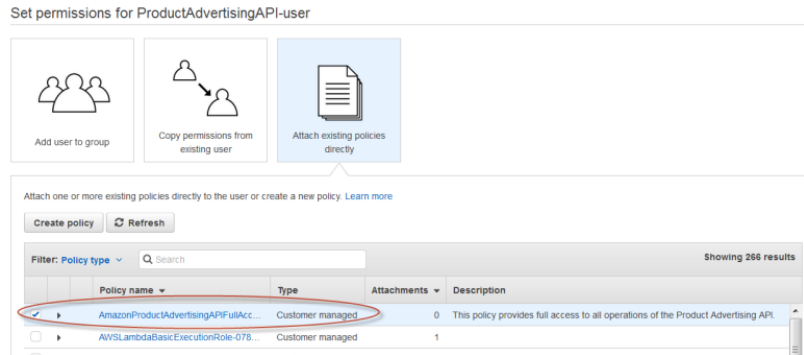 Set permissions for ProductAdvertisingAPI-user
Add user to group
Copy permissions from
existing user
Attach existing policies
directly
Attach one or more existing policies directly to the user or create a new policy. Learn more
Create policy Refresh
Filter: Policy type Search Showing 266 results
Policy name Type Attachments Description
AmazonProductAdvertisingAPIFullAcc... Customer managed 0 This policy provides full access to all operations of the Product Advertising API.
AWSLambdaBasicExecutionRole-078... Customer managed 1